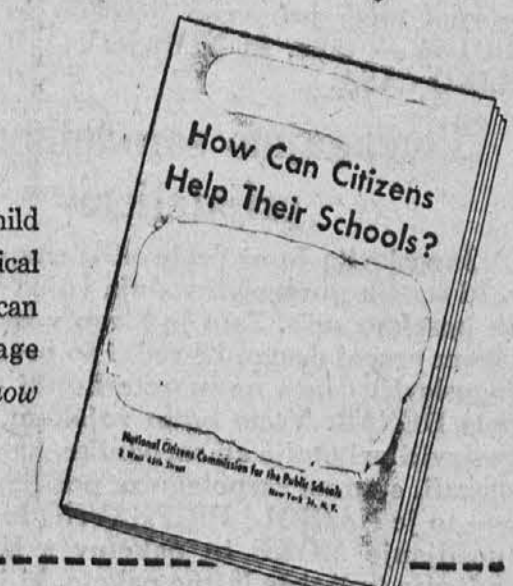 hild
ical
can
age
ow
How Can Citizens
Help Their Schools?
National Citizens Commission for the Public Schools
2 West 45th Street
New York 36, N. Y.